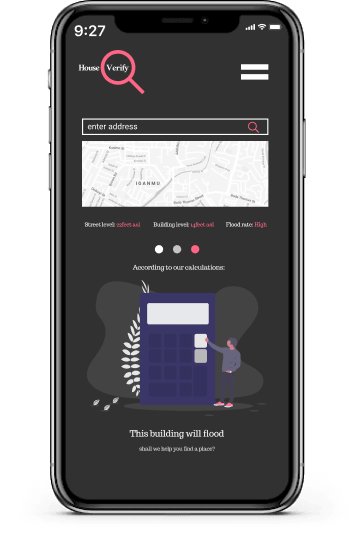 9:27
House Verify
enter address
IGANMU
Street level: 22feet asl Building level: 14feet asl Flood rate: High
According to our calculations:
This building will flood
shall we help you find a place?